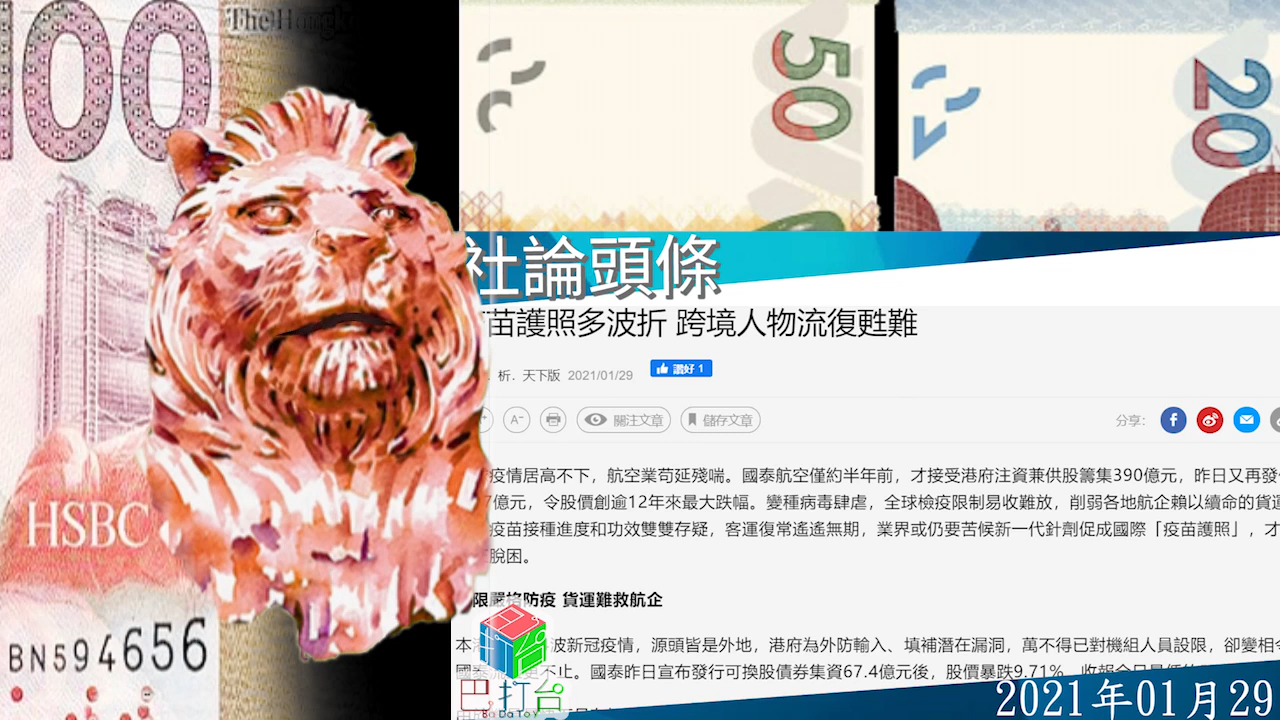 100
The Hongk
50
20
HSBC
BN594656
社論頭條
苗護照多波折 跨境人物流復甦難
析．天下版 2021/01/29
讚好 1
A⁻
關注文章
儲存文章
分享：
疫情居高不下，航空業苟延殘喘。國泰航空僅約半年前，才接受港府注資兼供股籌集390億元，昨日又再發
7億元，令股價創逾12年來最大跌幅。變種病毒肆虐，全球檢疫限制易收難放，削弱各地航企賴以續命的貨
疫苗接種進度和功效雙雙存疑，客運復常遙遙無期，業界或仍要苦候新一代針劑促成國際「疫苗護照」，才
脫困。
限嚴格防疫 貨運難救航企
本 波新冠疫情，源頭皆是外地，港府為外防輸入、填補潛在漏洞，萬不得已對機組人員設限，卻變相
國泰 更不止。國泰昨日宣布發行可換股債券集資67.4億元後，股價暴跌9.71%，
巴打台
BaDaToy
2021年01月29